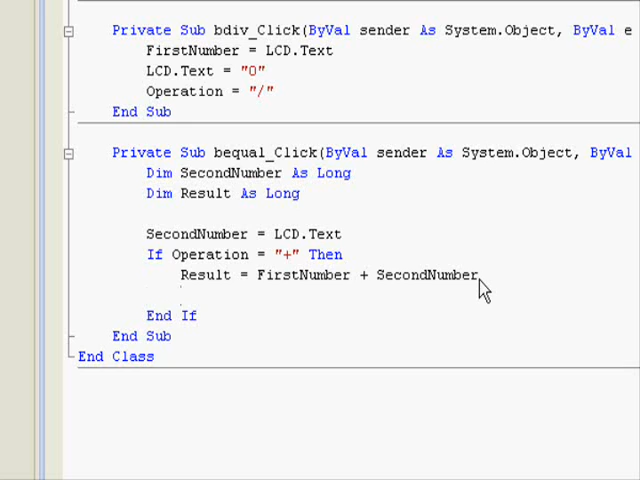 Private Sub bdiv_Click(ByVal sender As System.Object, ByVal e
FirstNumber = LCD.Text
LCD.Text = "0"
Operation = "/"
End Sub
Private Sub bequal_Click(ByVal sender As System.Object, ByVal
Dim SecondNumber As Long
Dim Result As Long
SecondNumber = LCD.Text
If Operation = "+" Then
Result = FirstNumber + SecondNumber
End If
End Sub
End Class